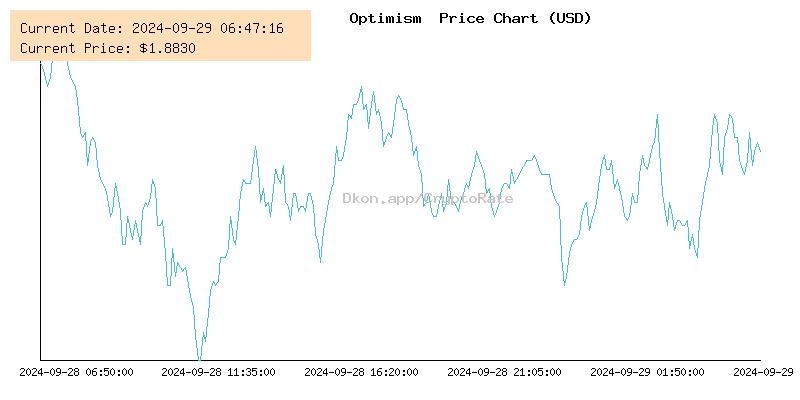 Optimism  Price Chart (USD)
Current Date: 2024-09-29 06:47:16
Current Price: $1.8830
Dkon.app/CryptoRate
2024-09-28 06:50:00 2024-09-28 11:35:00 2024-09-28 16:20:00 2024-09-28 21:05:00 2024-09-29 01:50:00 2024-09-29